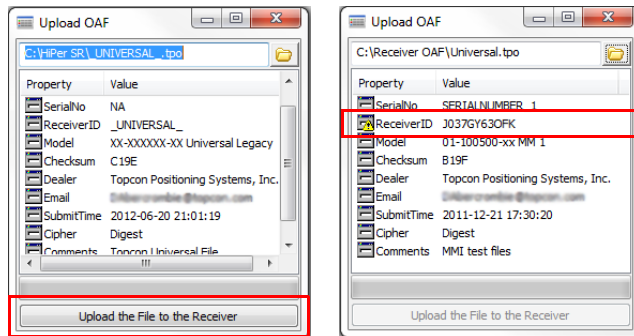 Upload OAF
C:\HiPer SR\_UNIVERSAL_.tpo
Property Value
SerialNo NA
ReceiverID _UNIVERSAL_
Model XX-XXXXXX-XX Universal Legacy
Checksum C19E
Dealer Topcon Positioning Systems, Inc.
Email
SubmitTime 2012-06-20 21:01:19
Cipher Digest
Comments Topcon Universal File
Upload the File to the Receiver
Upload OAF
C:\Receiver OAF\Universal.tpo
Property Value
SerialNo SERIALNUMBER_1
ReceiverID J037GY63OFK
Model 01-100500-xx MM 1
Checksum B19F
Dealer Topcon Positioning Systems, Inc.
Email
SubmitTime 2011-12-21 17:30:20
Cipher Digest
Comments MMI test files
Upload the File to the Receiver